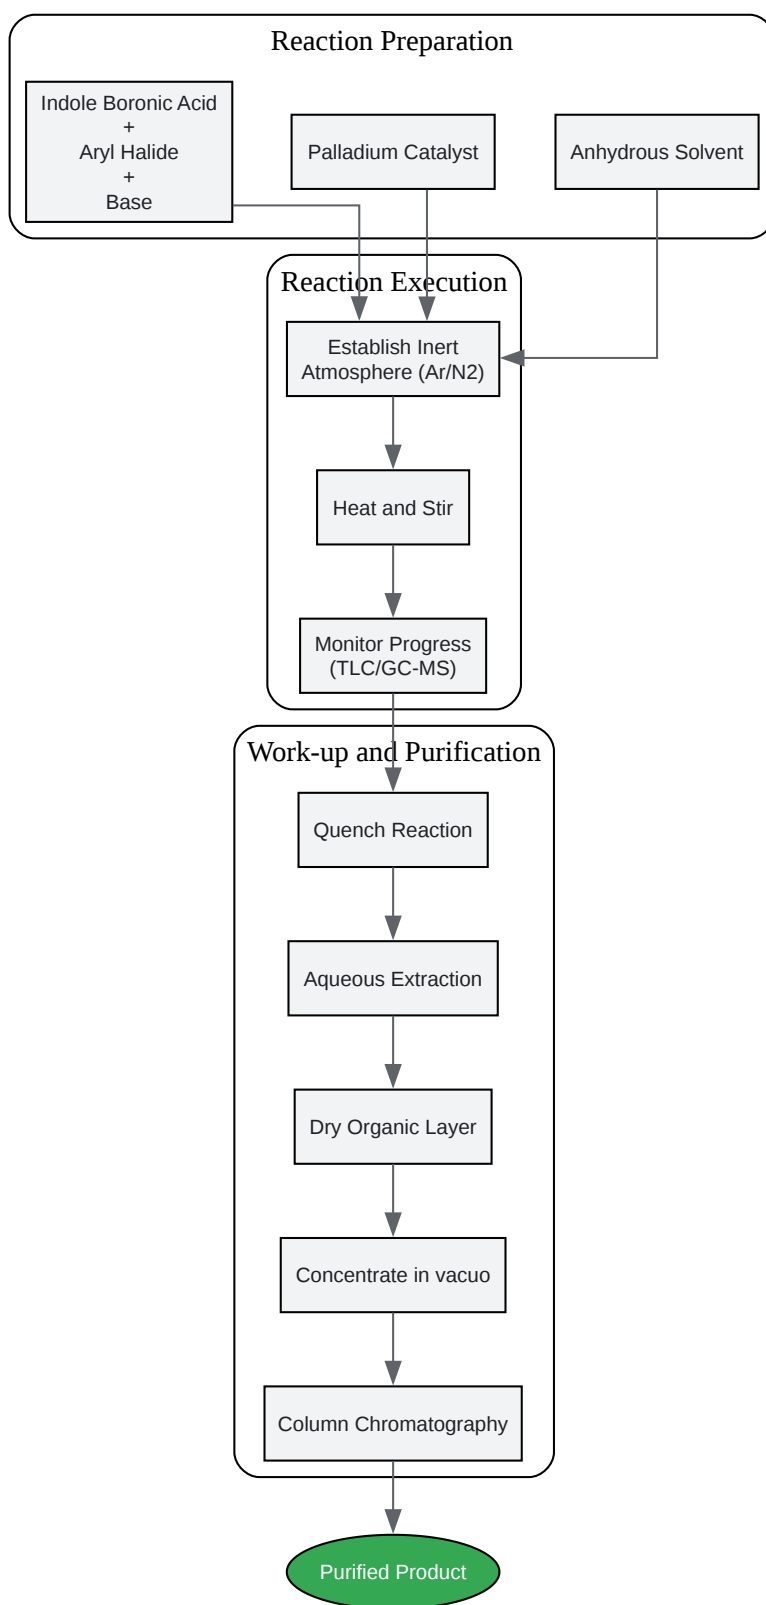 Reaction Preparation
Indole Boronic Acid
+
Aryl Halide
+
Base
Palladium Catalyst
Anhydrous Solvent
Reaction Execution
Establish Inert
Atmosphere (Ar/N2)
Heat and Stir
Monitor Progress
(TLC/GC-MS)
Work-up and Purification
Quench Reaction
Aqueous Extraction
Dry Organic Layer
Concentrate in vacuo
Column Chromatography
Purified Product